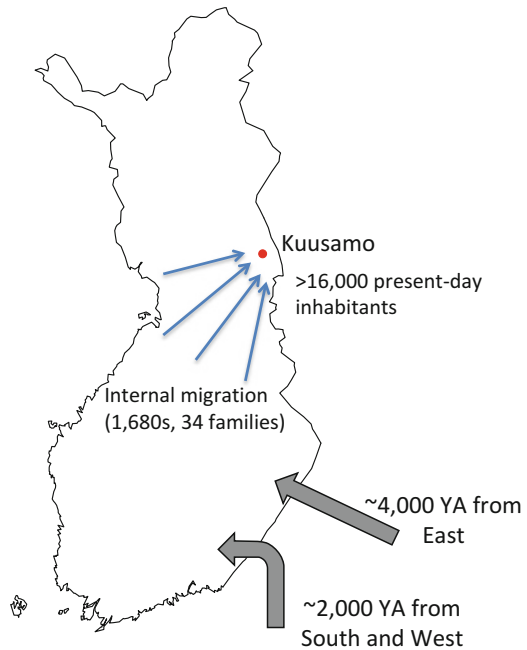 Kuusamo
>16,000 present-day
inhabitants
Internal migration
(1,680s, 34 families)
~4,000 YA from
East
~2,000 YA from
South and West